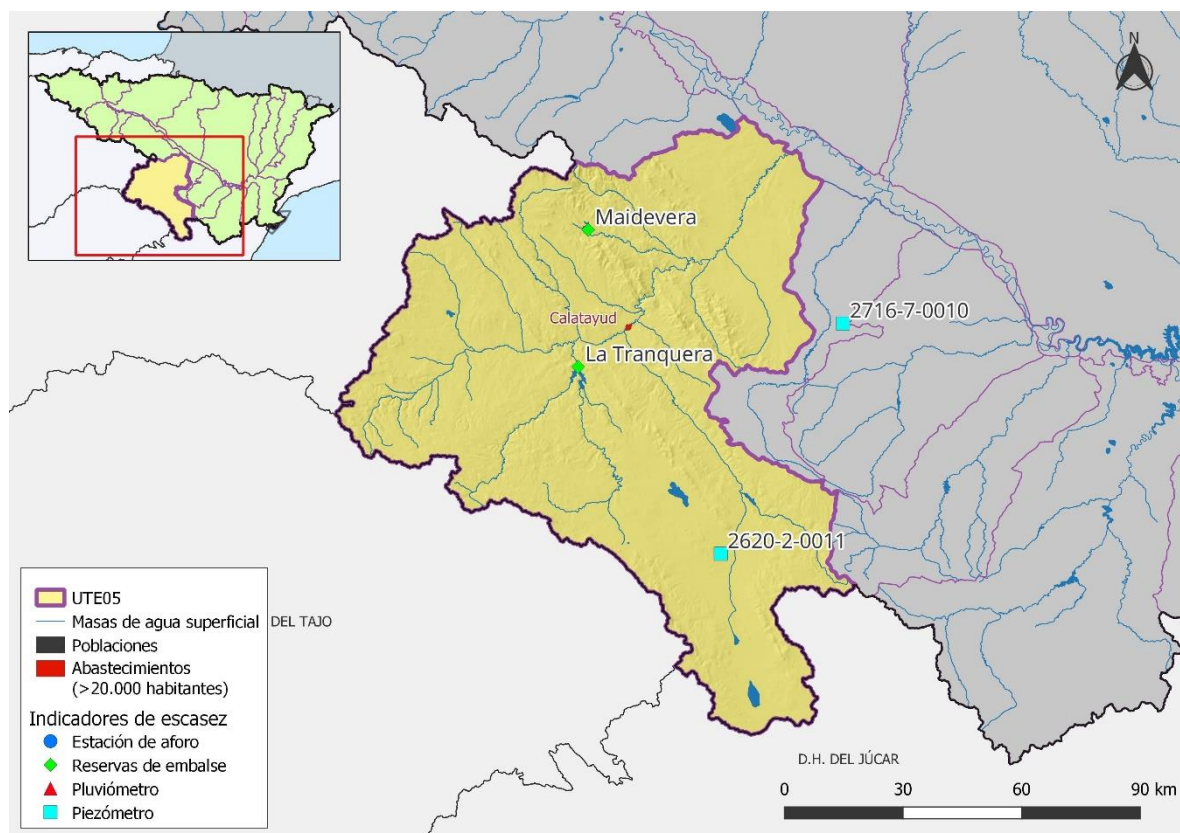 N
Maidevera
2716-7-0010
Calatayud
La Tranquera
2620-2-0011
UTE05
Masas de agua superficial
DEL TAJO
Poblaciones
Abastecimientos
(>20.000 habitantes)
Indicadores de escasez
Estación de aforo
Reservas de embalse
Pluviómetro
Piezómetro
D.H. DEL JÚCAR
0 30 60 90 km